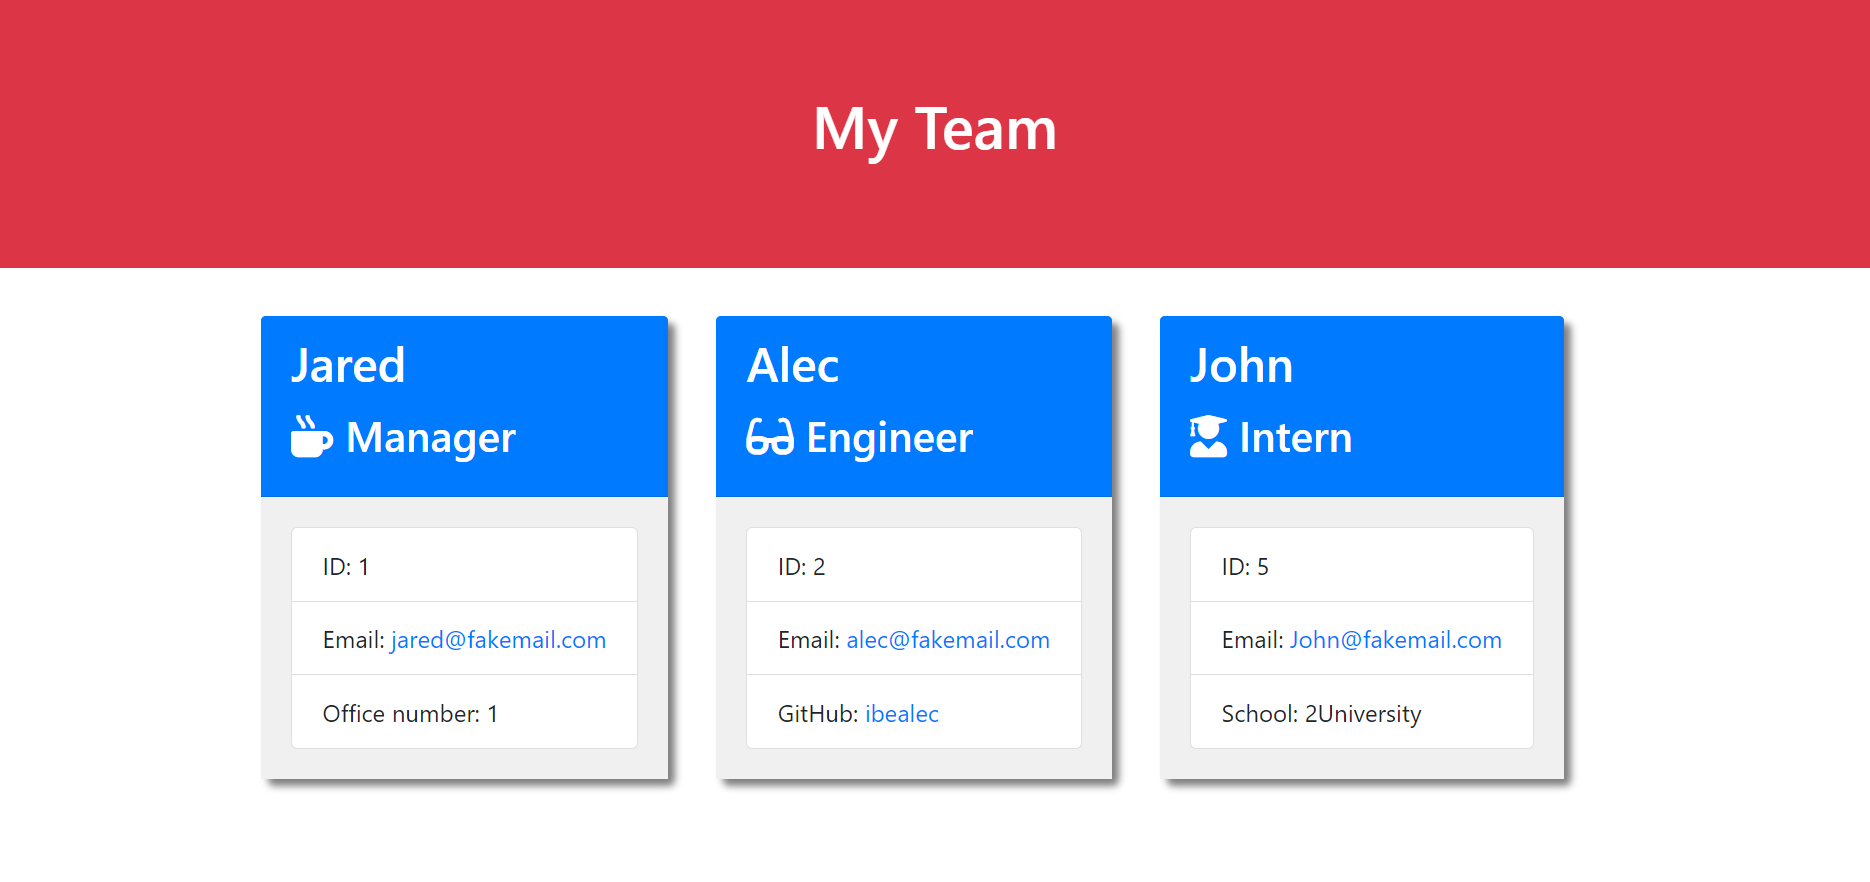 My Team
Jared
Manager
ID: 1
Email: jared@fakemail.com
Office number: 1
Alec
Engineer
ID: 2
Email: alec@fakemail.com
GitHub: ibealec
John
Intern
ID: 5
Email: John@fakemail.com
School: 2University